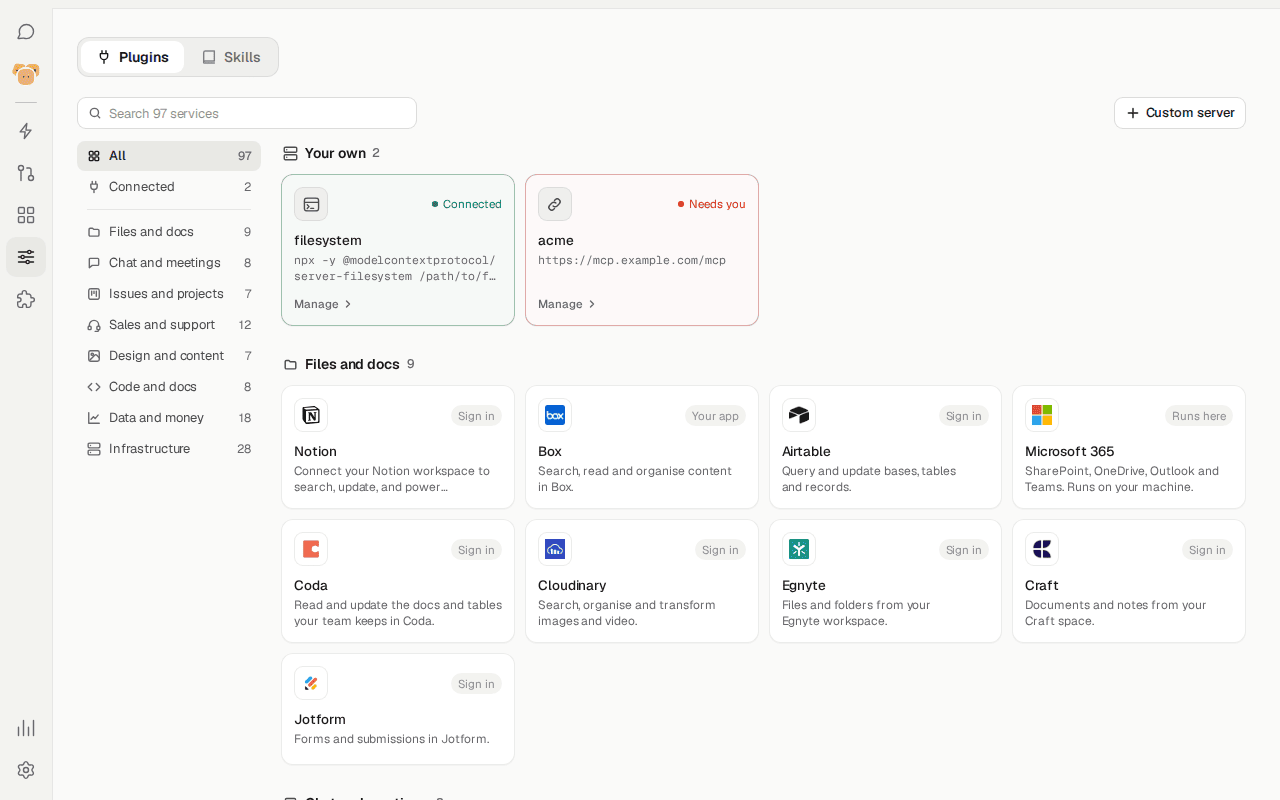 Plugins
Skills
Search 97 services
Custom server
All 97
Connected 2
Files and docs 9
Chat and meetings 8
Issues and projects 7
Sales and support 12
Design and content 7
Code and docs 8
Data and money 18
Infrastructure 28
Your own 2
Connected
filesystem
npx -y @modelcontextprotocol/
server-filesystem /path/to/f…
Manage
Needs you
acme
https://mcp.example.com/mcp
Manage
Files and docs 9
Sign in
Notion
Connect your Notion workspace to
search, update, and power…
box
Your app
Box
Search, read and organise content
in Box.
Sign in
Airtable
Query and update bases, tables
and records.
Runs here
Microsoft 365
SharePoint, OneDrive, Outlook and
Teams. Runs on your machine.
Sign in
Coda
Read and update the docs and tables
your team keeps in Coda.
Sign in
Cloudinary
Search, organise and transform
images and video.
Sign in
Egnyte
Files and folders from your
Egnyte workspace.
Sign in
Craft
Documents and notes from your
Craft space.
Sign in
Jotform
Forms and submissions in Jotform.